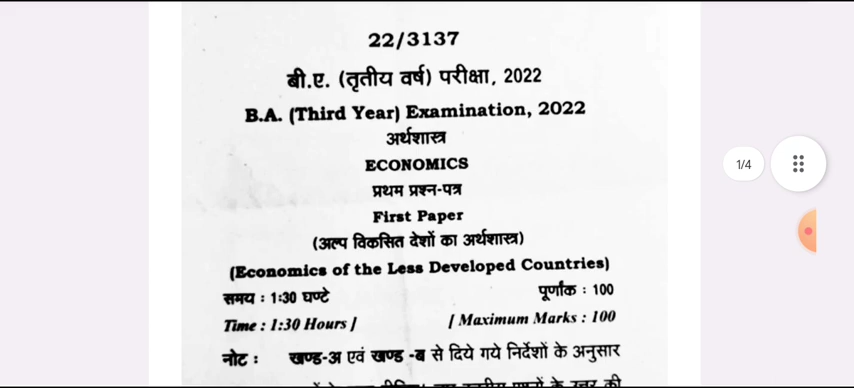 22/3137
बी.ए. (तृतीय वर्ष) परीक्षा, 2022
B.A. (Third Year) Examination, 2022
अर्थशास्त्र
ECONOMICS
1/4
प्रथम प्रश्न-पत्र
First Paper
(अल्प विकसित देशों का अर्थशास्त्र)
(Economics of the Less Developed Countries)
समय : 1:30 घण्टे पूर्णांक : 100
Time : 1:30 Hours ] [ Maximum Marks : 100
नोट : खण्ड-अ एवं खण्ड -ब से दिये गये निर्देशों के अनुसार